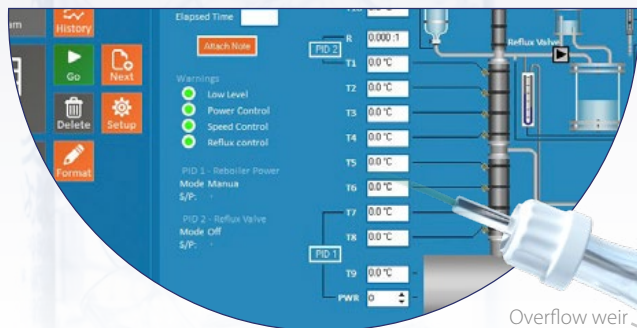 am
History
Go
Next
Delete
Setup
Format
Elapsed Time
Attach Note
Warnings
Low Level
Power Control
Speed Control
Reflux control
PID 1 - Reboiler Power
Mode Manua
S/P: -
PID 2 - Reflux Valve
Mode Off
S/P: -
PID 2
R 0.000 :1
T1 0.0 °C
T2 0.0 °C
T3 0.0 °C
T4 0.0 °C
T5 0.0 °C
T6 0.0 °C
T7 0.0 °C
T8 0.0 °C
PID 1
T9 0.0 °C
PWR 0
Reflux Valve
Overflow weir